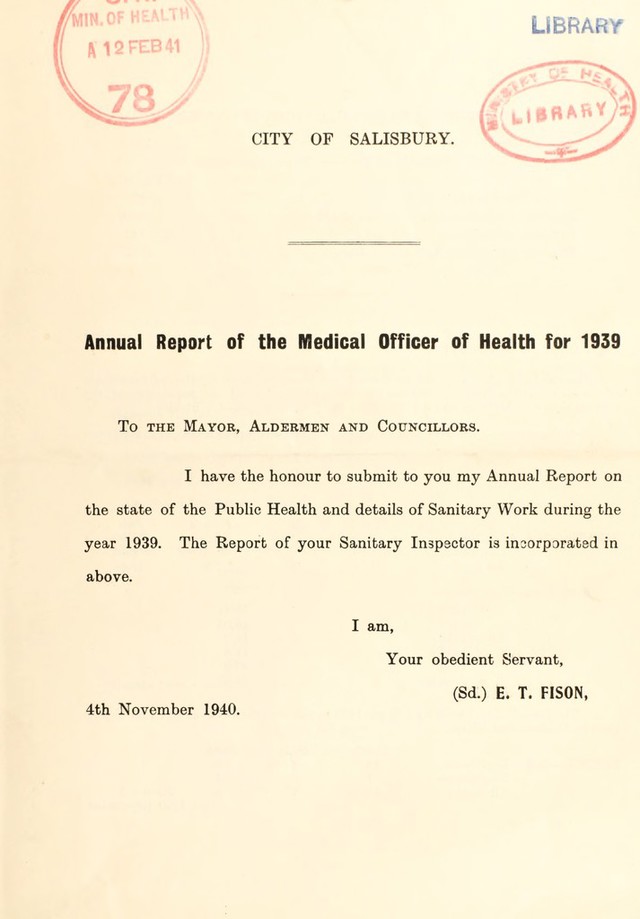 MIN. OF HEALTH
A 12 FEB 41
78
LIBRARY
MINISTRY OF HEALTH
LIBRARY
CITY OF SALISBURY.
Annual Report of the Medical Officer of Health for 1939
To the Mayor, Aldermen and Councillors.
I have the honour to submit to you my Annual Report on
the state of the Public Health and details of Sanitary Work during the
year 1939. The Report of your Sanitary Inspector is incorporated in
above.
I am,
Your obedient Servant,
(Sd.) E. T. FISON,
4th November 1940.